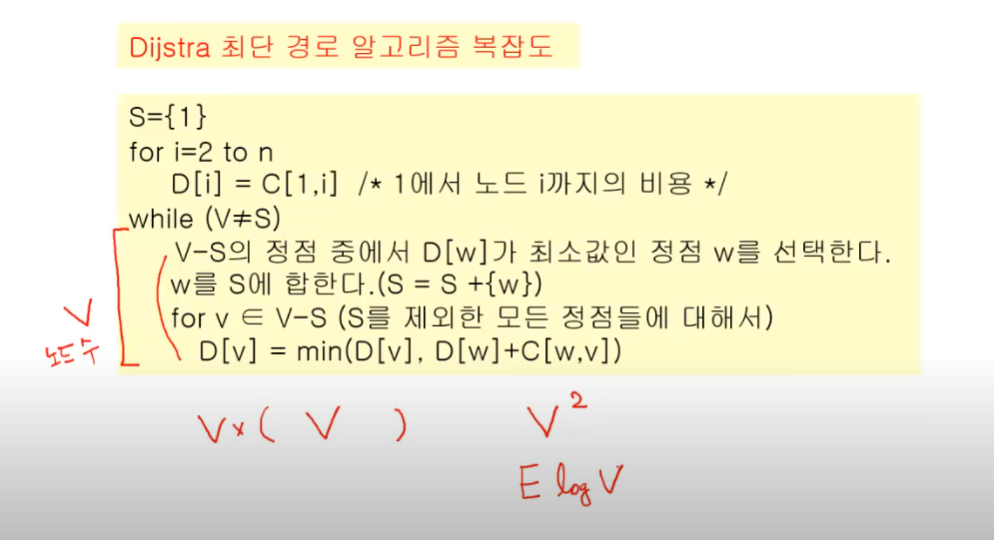 Dijstra 최단 경로 알고리즘 복잡도
S={1}
for i=2 to n
D[i] = C[1,i] /* 1에서 노드 i까지의 비용 */
while (V≠S)
V-S의 정점 중에서 D[w]가 최소값인 정점 w를 선택한다.
w를 S에 합한다.(S = S +{w})
for v ∈ V-S (S를 제외한 모든 정점들에 대해서)
D[v] = min(D[v], D[w]+C[w,v])
V
노드 수
V×( V )
V²
E log V